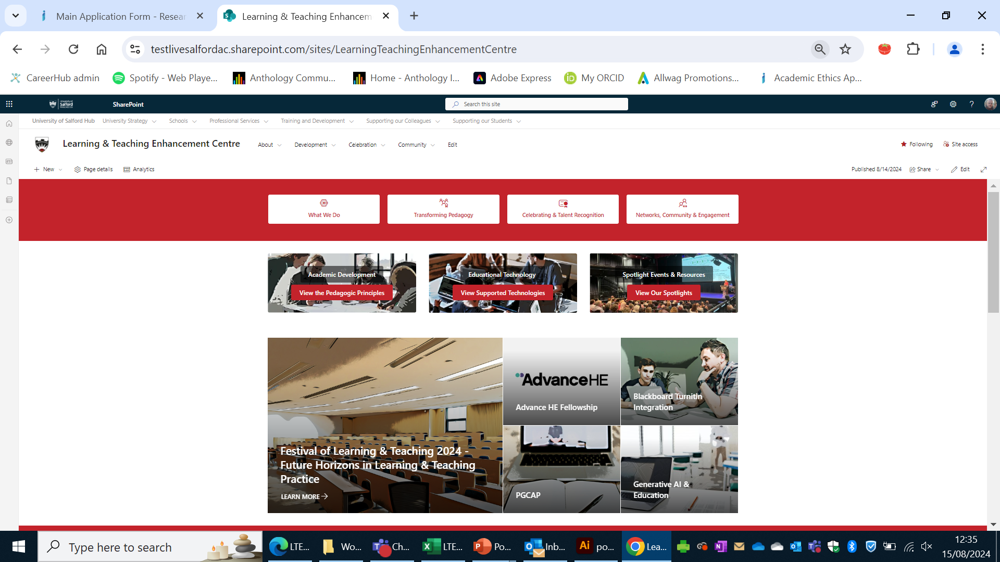 Main Application Form - Resear
Learning & Teaching Enhancem
testlivesalfordac.sharepoint.com/sites/LearningTeachingEnhancementCentre
CareerHub admin
Spotify - Web Playe...
Anthology Commu...
Home - Anthology I...
Adobe Express
My ORCID
Allwag Promotions...
Academic Ethics Ap...
University of Salford MANCHESTER
SharePoint
Search this site
University of Salford Hub
University Strategy
Schools
Professional Services
Training and Development
Supporting our Colleagues
Supporting our Students
Learning & Teaching Enhancement Centre
About
Development
Celebration
Community
Edit
Following
Site access
New
Page details
Analytics
Published 8/14/2024
Share
Edit
What We Do
Transforming Pedagogy
Celebrating & Talent Recognition
Networks, Community & Engagement
Academic Development
View the Pedagogic Principles
Educational Technology
View Supported Technologies
Spotlight Events & Resources
View Our Spotlights
Festival of Learning & Teaching 2024 -
Future Horizons in Learning & Teaching
Practice
LEARN MORE
AdvanceHE
Advance HE Fellowship
Blackboard Turnitin
Integration
PGCAP
Generative AI &
Education
Type here to search
LTE...
Wo...
Ch...
LTE...
Po...
Inb...
po...
Lea...
12:35
15/08/2024